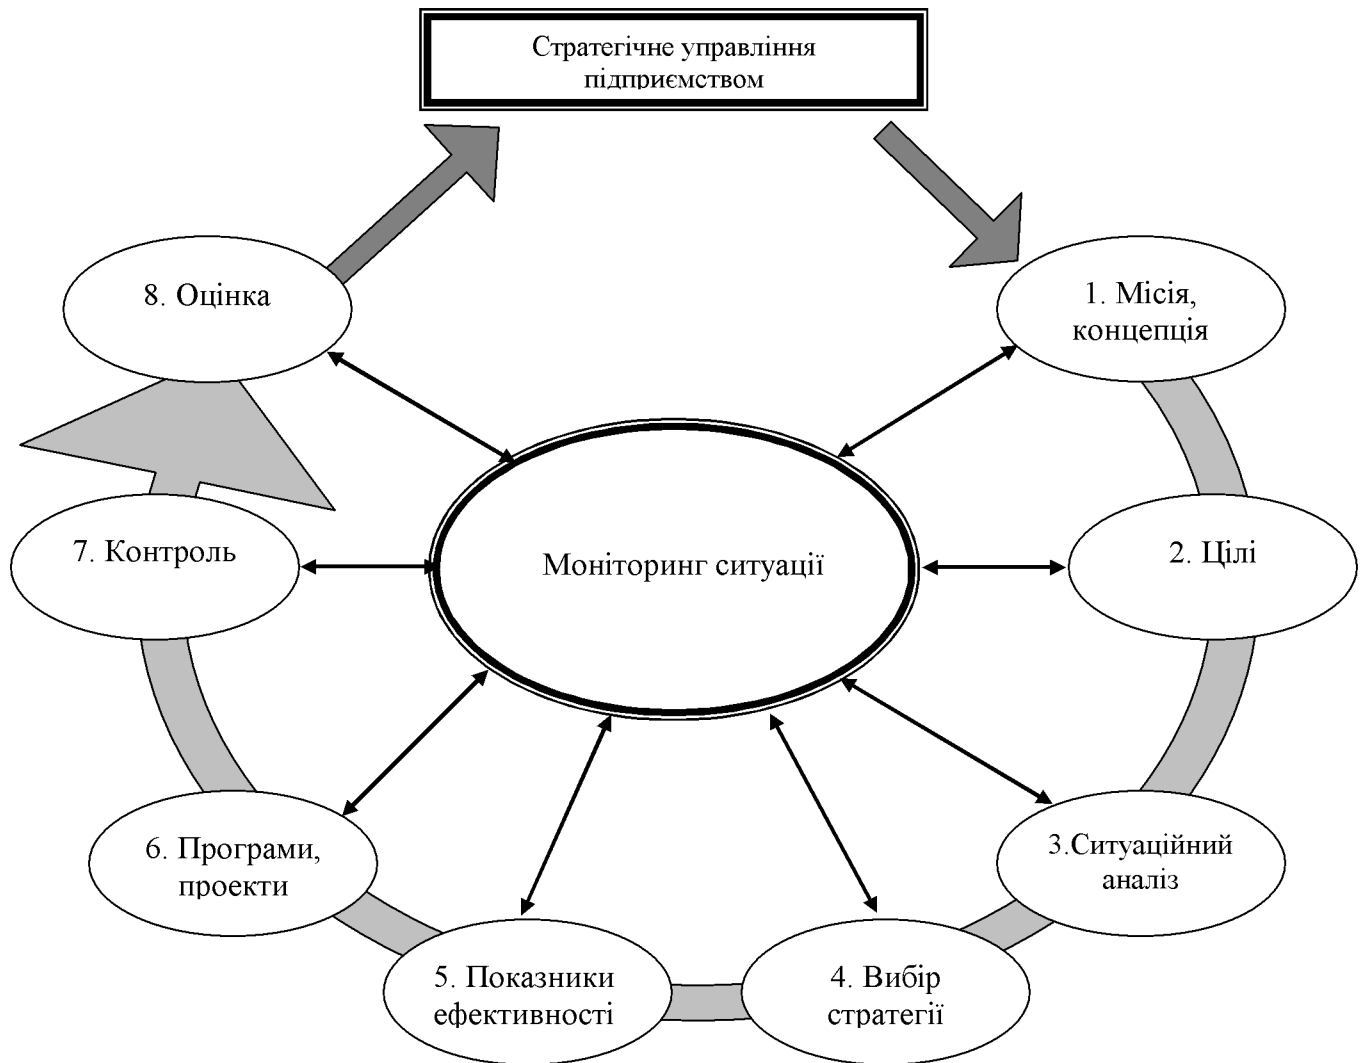 Стратегічне управління
підприємством
8. Оцінка
1. Місія,
концепція
7. Контроль
Моніторинг ситуації
2. Цілі
6. Програми,
проекти
3.Ситуаційний
аналіз
5. Показники
ефективності
4. Вибір
стратегії